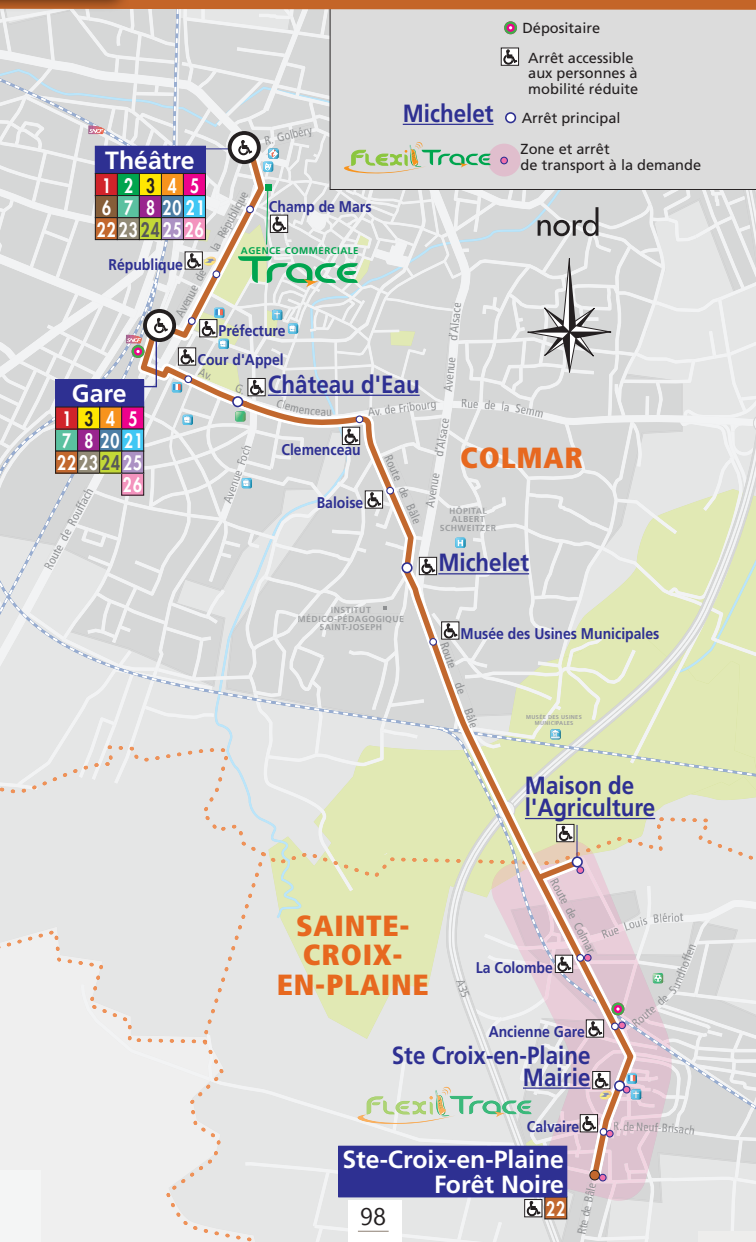 Dépositaire
Arrêt accessible
aux personnes à
mobilité réduite
Michelet
Arrêt principal
Flexi Trace
Zone et arrêt
de transport à la demande
nord
SNCF
R. Golbéry
Théâtre
1 2 3 4 5
6 7 8 20 21
22 23 24 25 26
Champ de Mars
AGENCE COMMERCIALE
Trace
République
Avenue de la République
Préfecture
SNCF
Cour d'Appel
Gare
1 3 4 5
7 8 20 21
22 23 24 25
26
Château d'Eau
Av. G. Clemenceau
Av. de Fribourg
Rue de la Semm
Avenue d'Alsace
Avenue d'Alsace
Clemenceau
COLMAR
Avenue Foch
Route de Rouffach
Baloise
Route de Bâle
HÔPITAL
ALBERT
SCHWEITZER
H
Michelet
INSTITUT
MÉDICO-PÉDAGOGIQUE
SAINT-JOSEPH
Musée des Usines Municipales
Route de Bâle
MUSÉE DES USINES
MUNICIPALES
Maison de
l'Agriculture
Route de Colmar
Rue Louis Blériot
SAINTE-
CROIX-
EN-PLAINE
La Colombe
A35
Route de Sundhoffen
Ancienne Gare
Ste Croix-en-Plaine
Mairie
Flexi Trace
Calvaire
R. de Neuf-Brisach
Ste-Croix-en-Plaine
Forêt Noire
22
Rte de Bâle
98